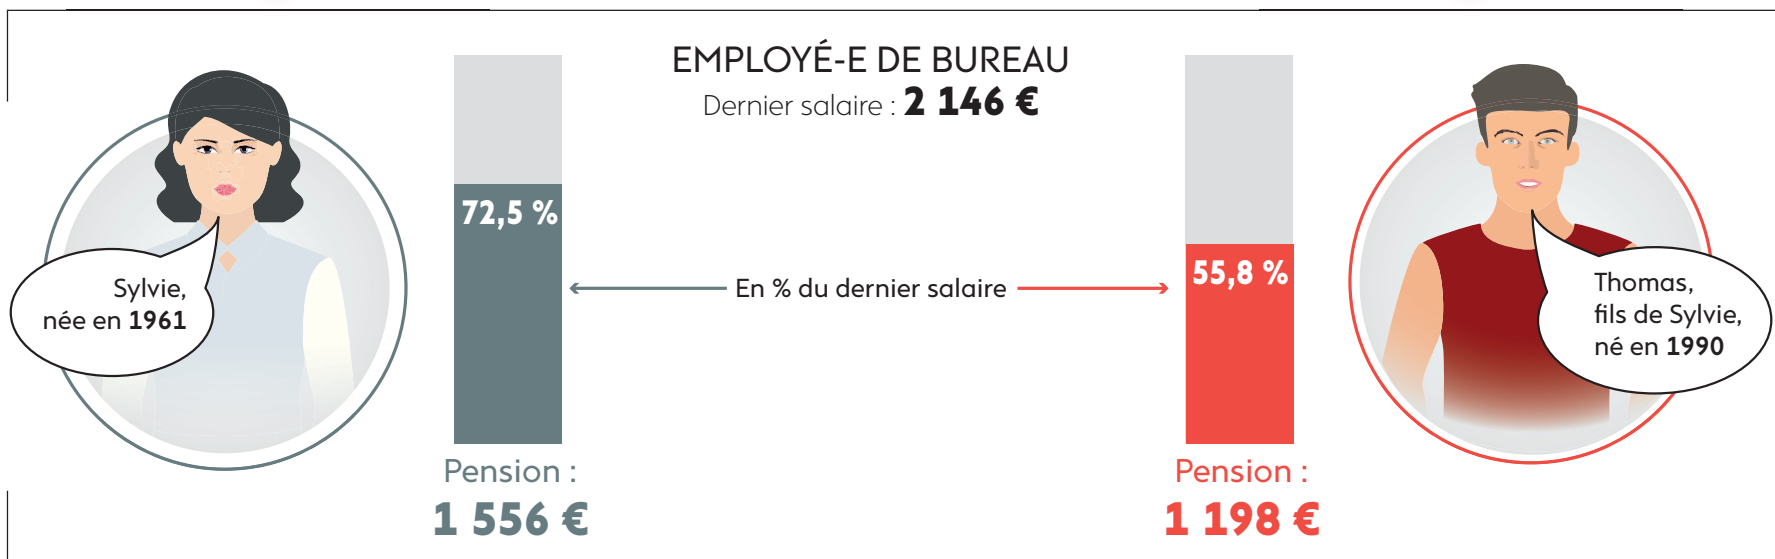 EMPLOYÉ-E DE BUREAU
Dernier salaire : 2 146 €
72,5 %
55,8 %
En % du dernier salaire
Sylvie,
née en 1961
Thomas,
fils de Sylvie,
né en 1990
Pension :
1 556 €
Pension :
1 198 €